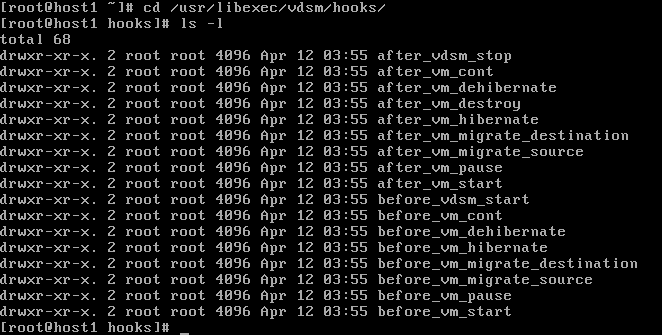 [root@host1 ~]# cd /usr/libexec/vdsm/hooks/
[root@host1 hooks]# ls -l
total 68
drwxr-xr-x. 2 root root 4096 Apr 12 03:55 after_vdsm_stop
drwxr-xr-x. 2 root root 4096 Apr 12 03:55 after_vm_cont
drwxr-xr-x. 2 root root 4096 Apr 12 03:55 after_vm_dehibernate
drwxr-xr-x. 2 root root 4096 Apr 12 03:55 after_vm_destroy
drwxr-xr-x. 2 root root 4096 Apr 12 03:55 after_vm_hibernate
drwxr-xr-x. 2 root root 4096 Apr 12 03:55 after_vm_migrate_destination
drwxr-xr-x. 2 root root 4096 Apr 12 03:55 after_vm_migrate_source
drwxr-xr-x. 2 root root 4096 Apr 12 03:55 after_vm_pause
drwxr-xr-x. 2 root root 4096 Apr 12 03:55 after_vm_start
drwxr-xr-x. 2 root root 4096 Apr 12 03:55 before_vdsm_start
drwxr-xr-x. 2 root root 4096 Apr 12 03:55 before_vm_cont
drwxr-xr-x. 2 root root 4096 Apr 12 03:55 before_vm_dehibernate
drwxr-xr-x. 2 root root 4096 Apr 12 03:55 before_vm_hibernate
drwxr-xr-x. 2 root root 4096 Apr 12 03:55 before_vm_migrate_destination
drwxr-xr-x. 2 root root 4096 Apr 12 03:55 before_vm_migrate_source
drwxr-xr-x. 2 root root 4096 Apr 12 03:55 before_vm_pause
drwxr-xr-x. 2 root root 4096 Apr 12 03:55 before_vm_start
[root@host1 hooks]# _